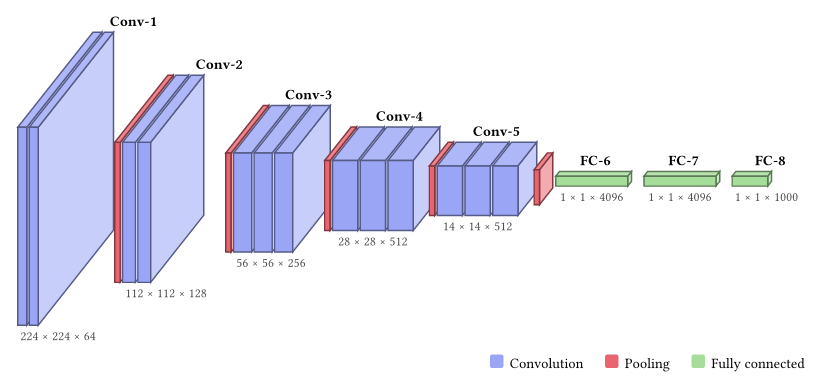 Conv-1
Conv-2
Conv-3
Conv-4
Conv-5
FC-6
FC-7
FC-8
1 × 1 × 4096
1 × 1 × 4096
1 × 1 × 1000
14 × 14 × 512
28 × 28 × 512
56 × 56 × 256
112 × 112 × 128
224 × 224 × 64
Convolution
Pooling
Fully connected